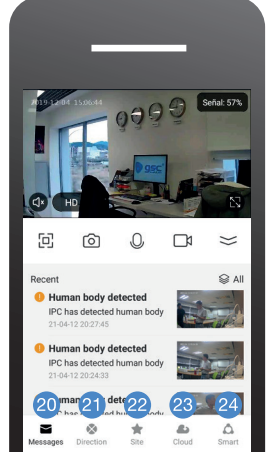 2019-12-04 15:06:44
Señal: 57%
gsc
HD
Recent
All
Human body detected
IPC has detected human body
21-04-12 20:27:45
Human body detected
IPC has detected human body
21-04-12 20:24:33
20 21 22 23 24
Messages Direction Site Cloud Smart